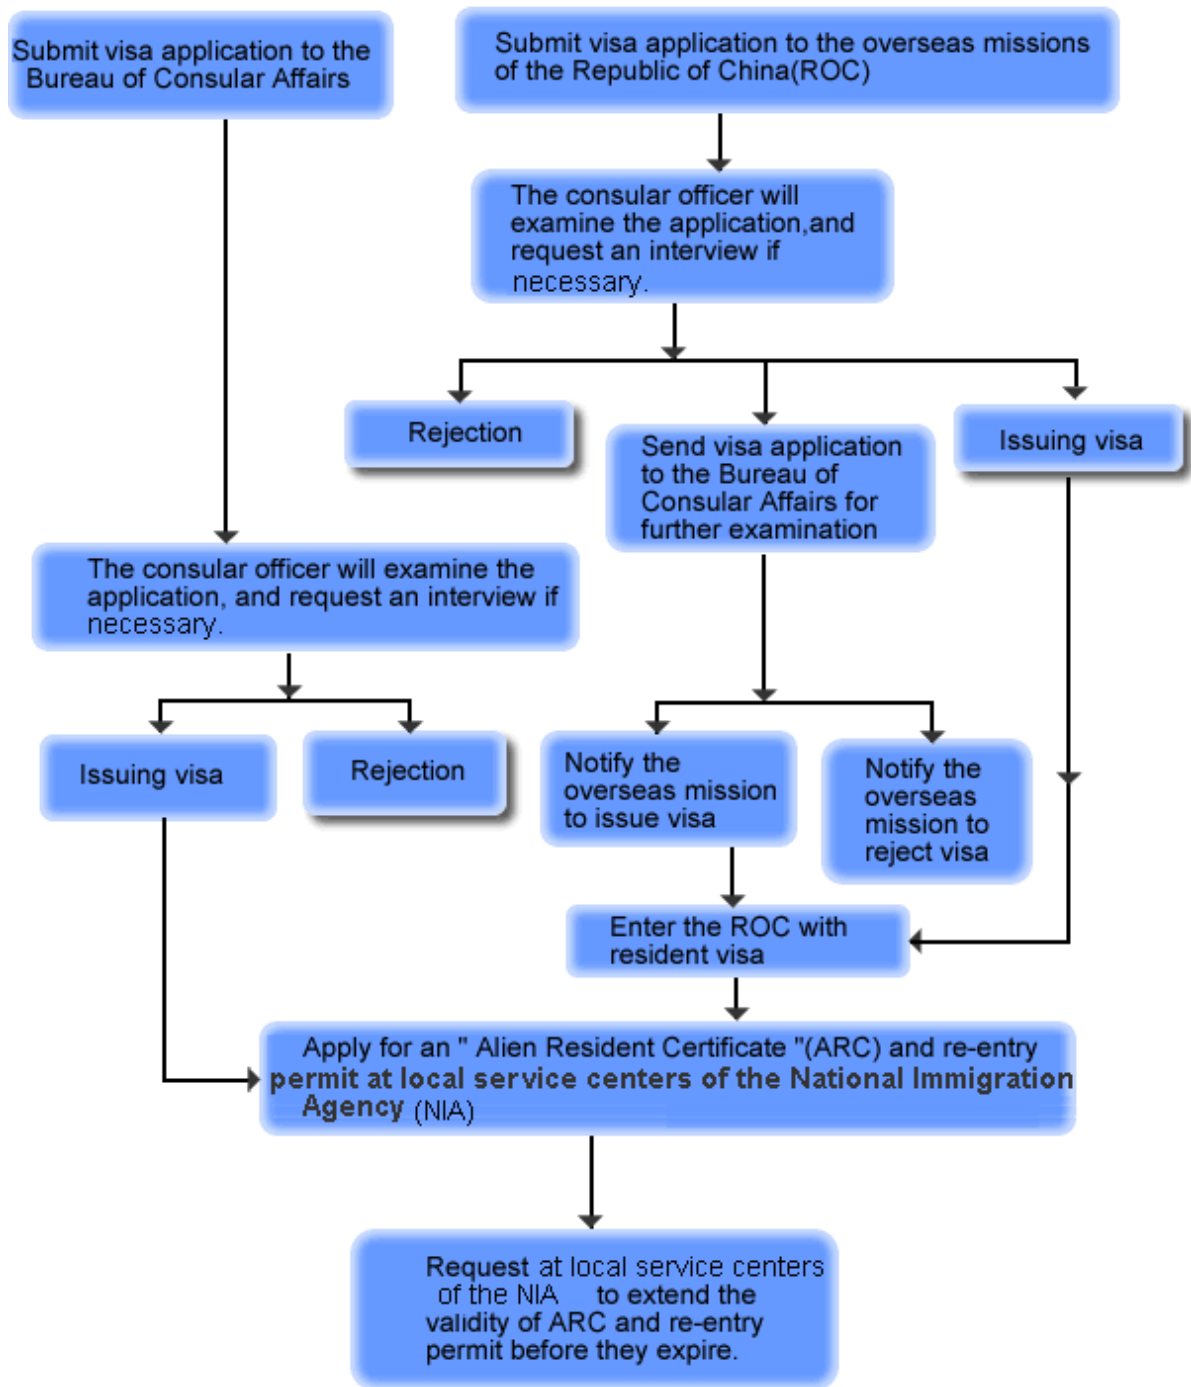 Submit visa application to the
Bureau of Consular Affairs
Submit visa application to the overseas missions
of the Republic of China(ROC)
The consular officer will
examine the application,and
request an interview if
necessary.
Rejection
Send visa application
to the Bureau of
Consular Affairs for
further examination
Issuing visa
The consular officer will examine the
application, and request an interview if
necessary.
Issuing visa
Rejection
Notify the
overseas mission
to issue visa
Notify the
overseas
mission to
reject visa
Enter the ROC with
resident visa
Apply for an " Alien Resident Certificate "(ARC) and re-entry
permit at local service centers of the National Immigration
Agency (NIA)
Request at local service centers
of the NIA to extend the
validity of ARC and re-entry
permit before they expire.